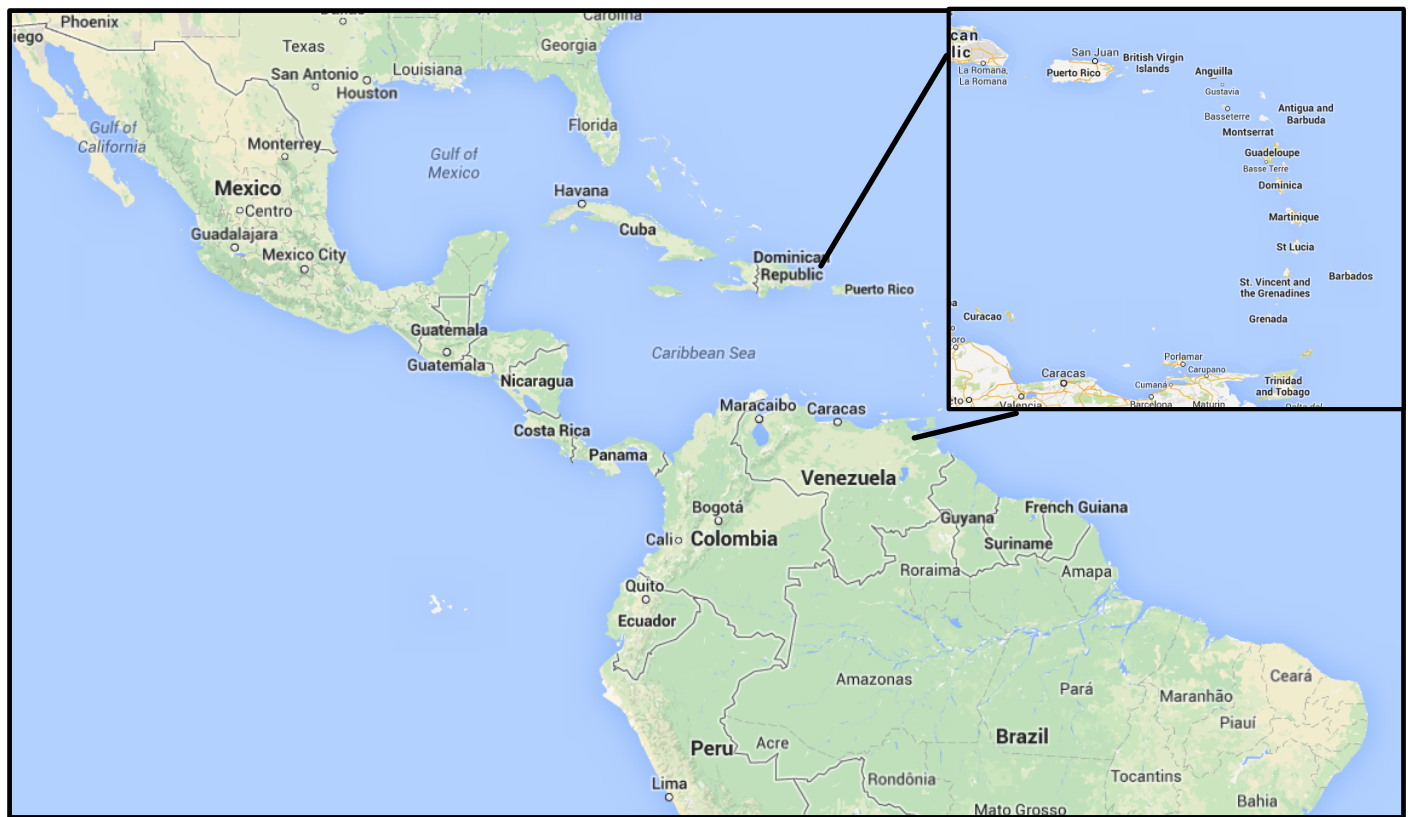 Phoenix
Carolina
iego
Texas
Georgia
San Antonio
Louisiana
Houston
Gulf of
California
Florida
Monterrey
Gulf of
Mexico
Mexico
Havana
Centro
Cuba
Guadalajara
Mexico City
Dominican
Republic
Puerto Rico
Guatemala
Guatemala
Caribbean Sea
Nicaragua
Maracaibo
Caracas
Costa Rica
Panama
Venezuela
Bogotá
Guyana
French Guiana
Cali
Colombia
Suriname
Roraima
Amapa
Quito
Ecuador
Amazonas
Pará
Ceará
Maranhão
Piauí
Peru
Acre
Brazil
Lima
Rondônia
Tocantins
Mato Grosso
Bahia
can
lic
La Romana,
La Romana
San Juan
Puerto Rico
British Virgin
Islands
Anguilla
Gustavia
Basseterre
Antigua and
Barbuda
Montserrat
Guadeloupe
Basse Terre
Dominica
Martinique
St Lucia
St. Vincent and
the Grenadines
Barbados
a
Curacao
Grenada
oro
Porlamar
Carupano
Caracas
Cumaná
Trinidad
and Tobago
eto
Valencia
Barcelona
Maturin